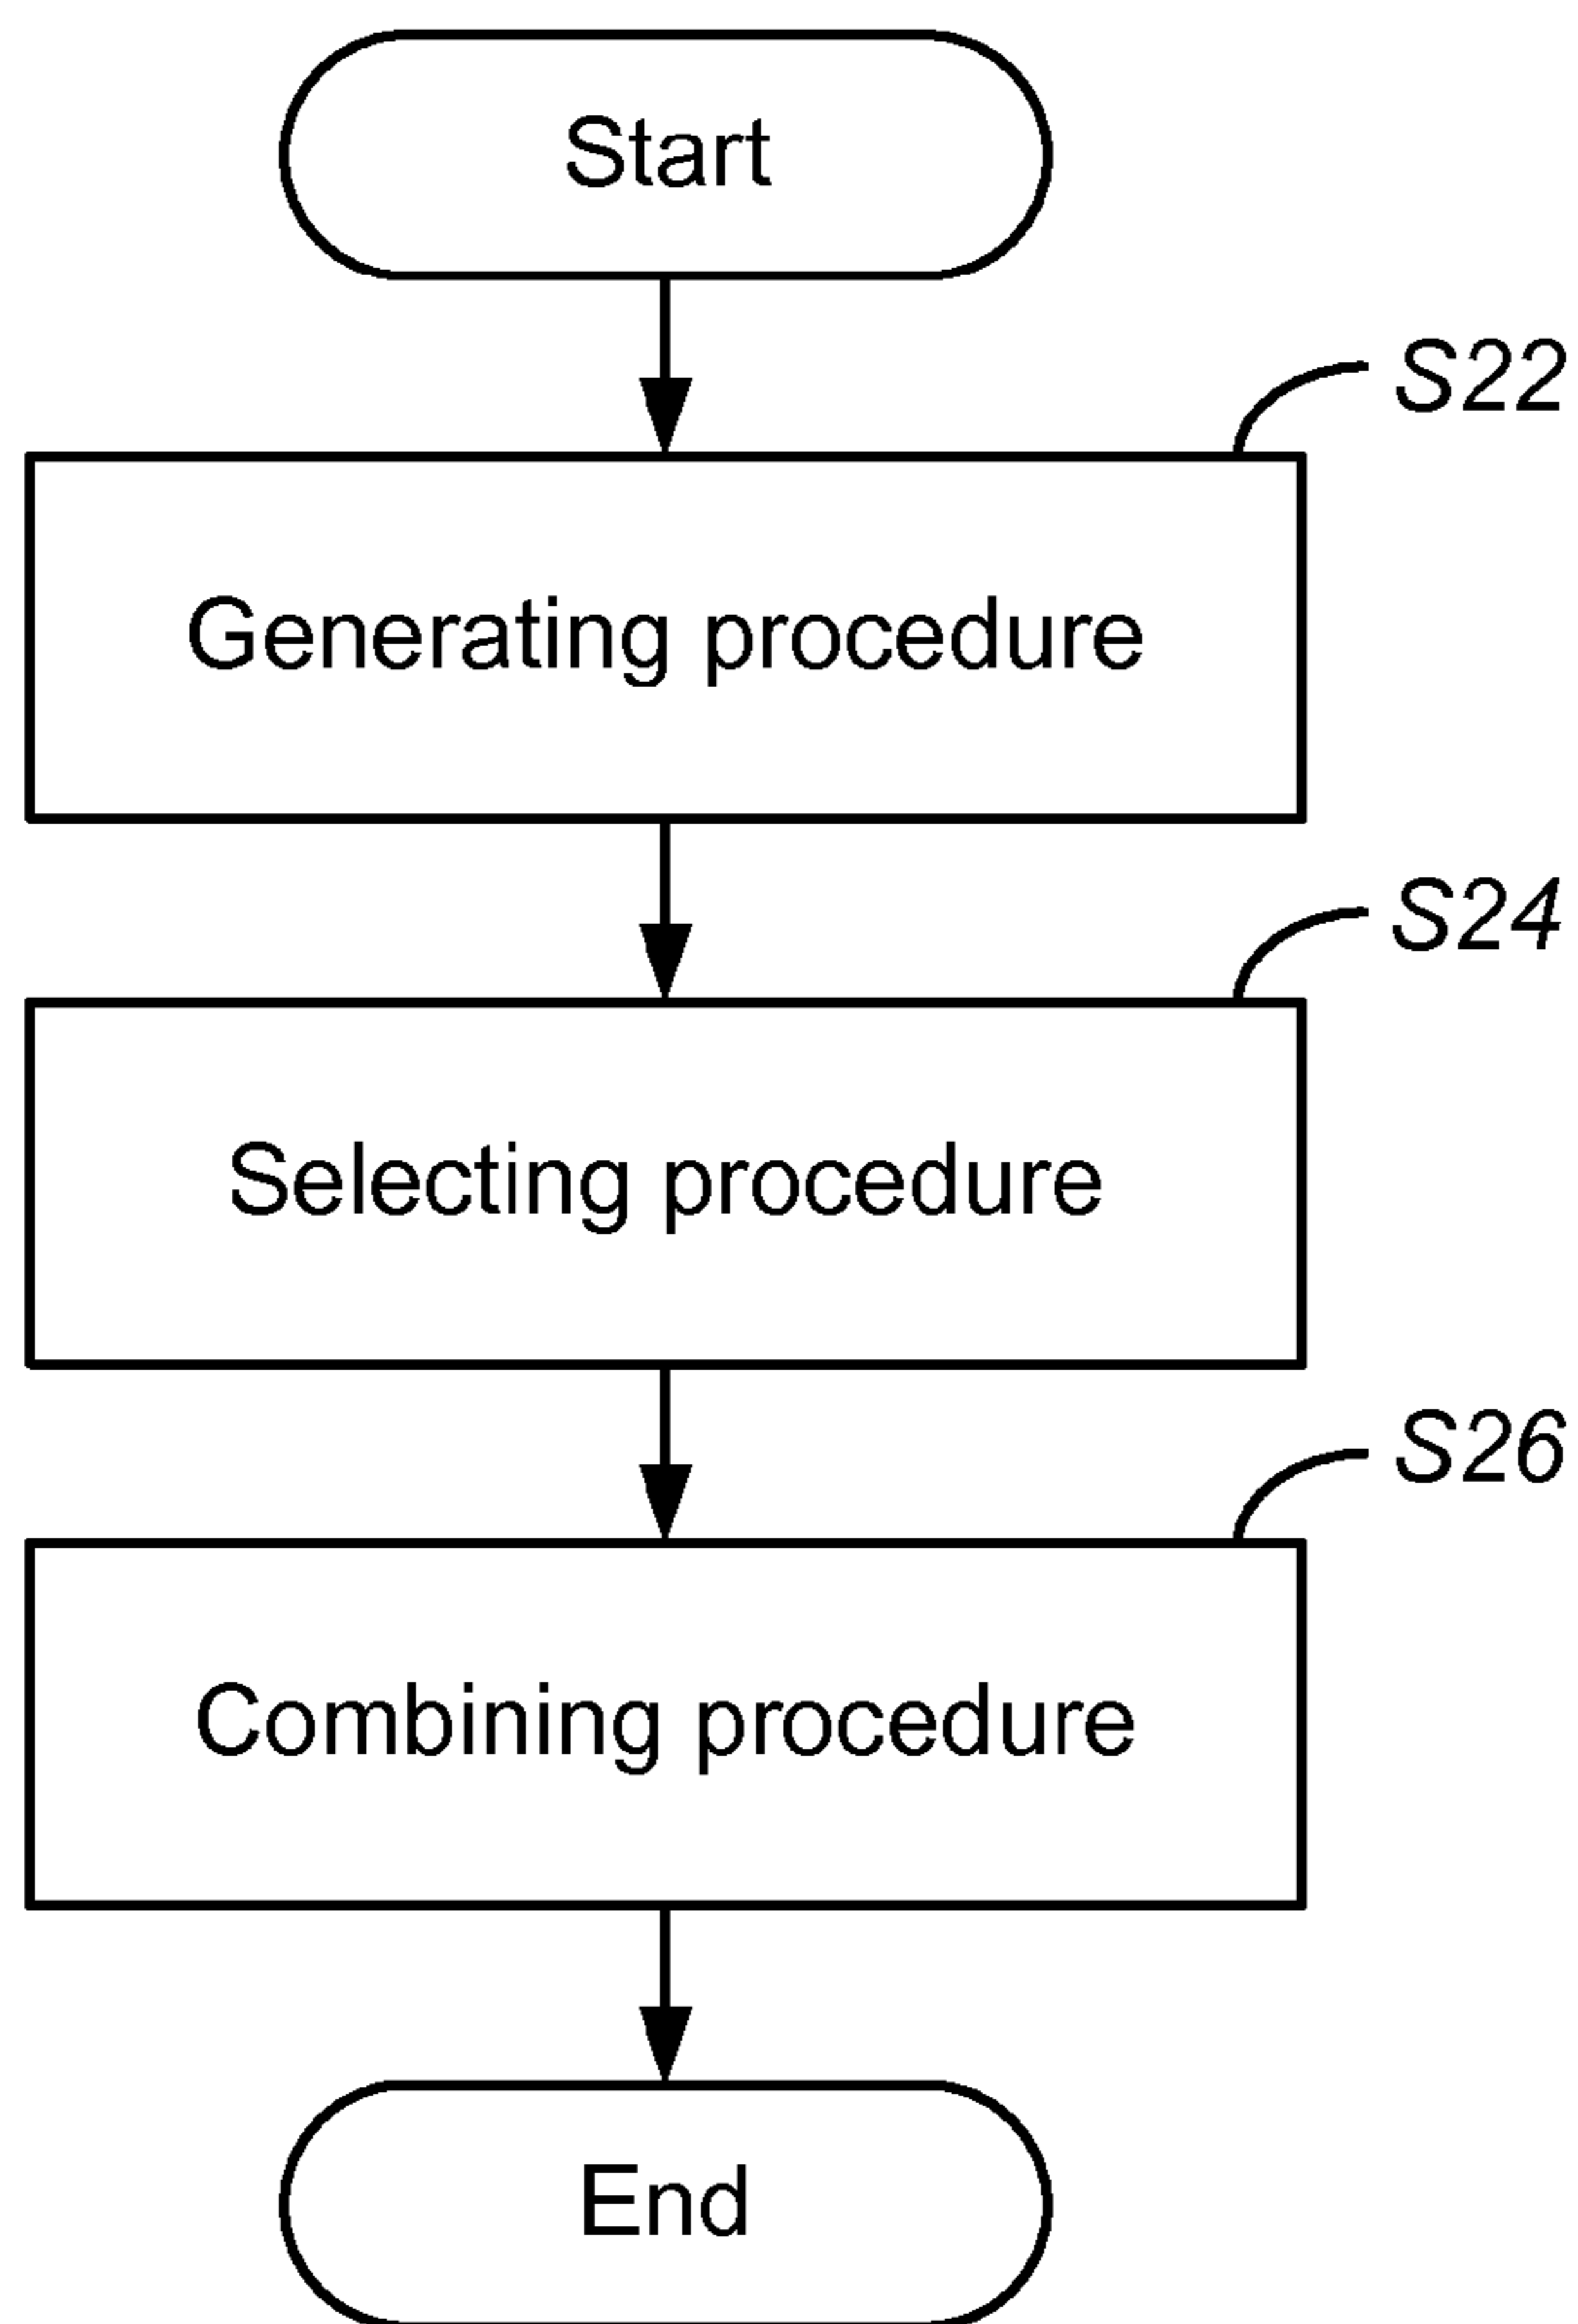 Start
S22
Generating procedure
S24
Selecting procedure
S26
Combining procedure
End